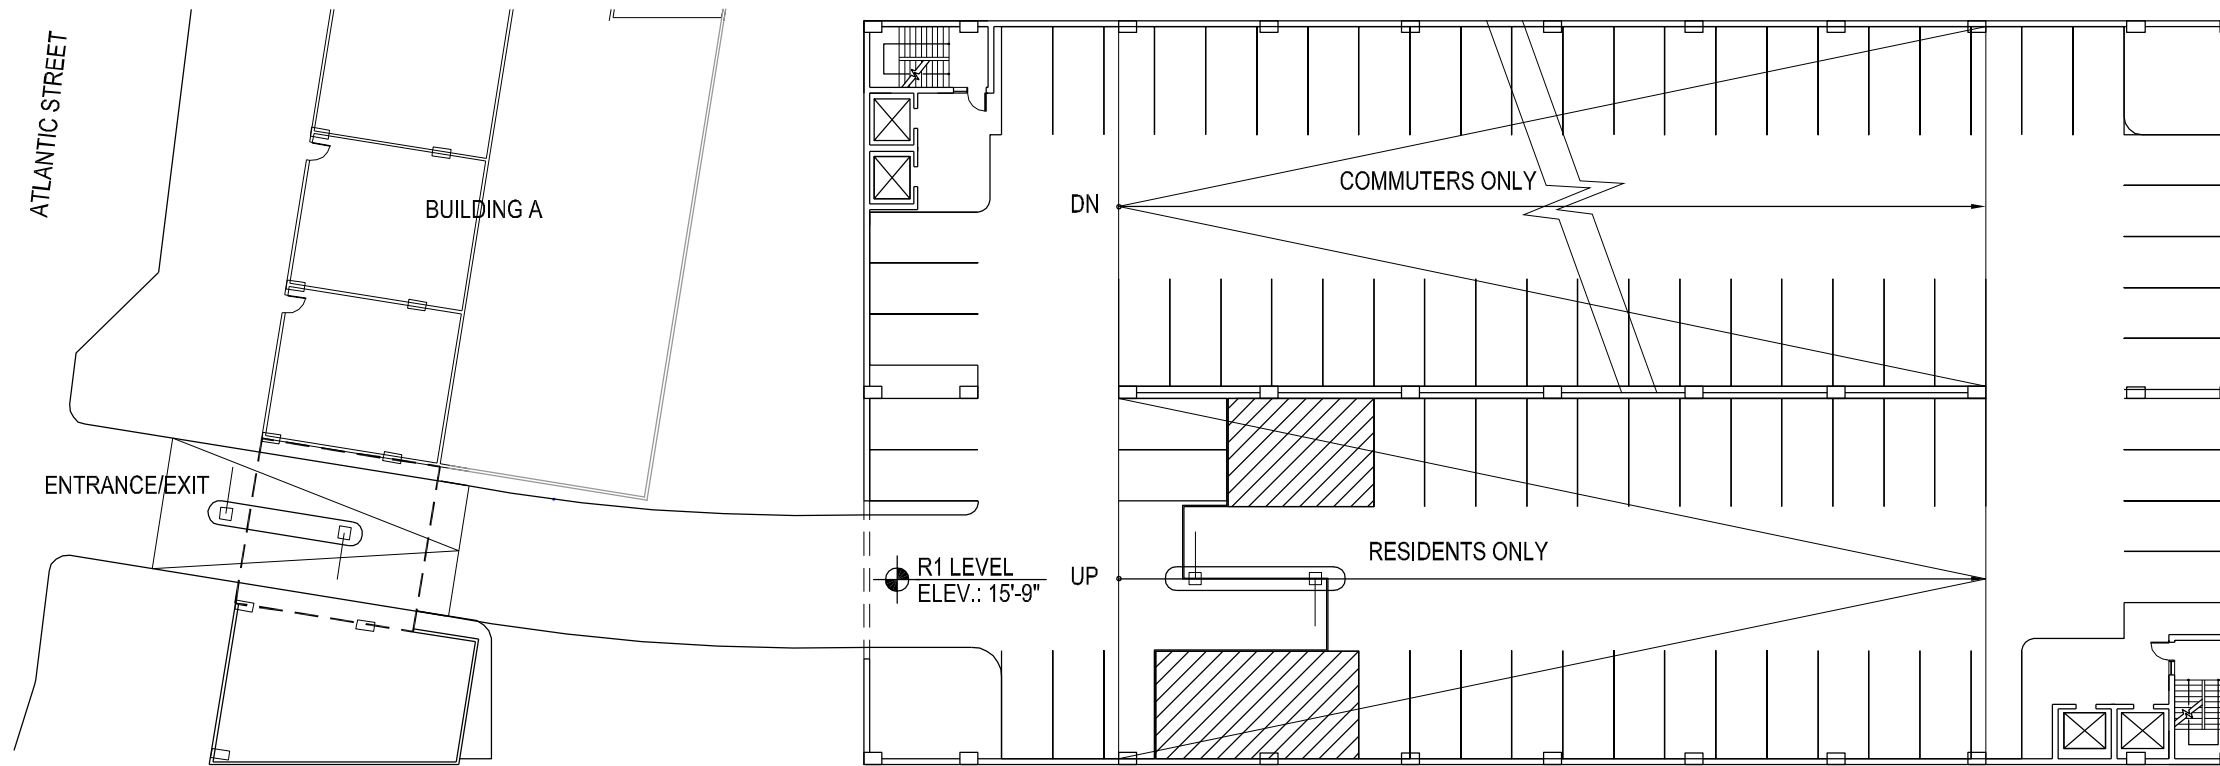 ATLANTIC STREET
BUILDING A
ENTRANCE/EXIT
COMMUTERS ONLY
DN
R1 LEVEL
ELEV.: 15'-9"
UP
RESIDENTS ONLY